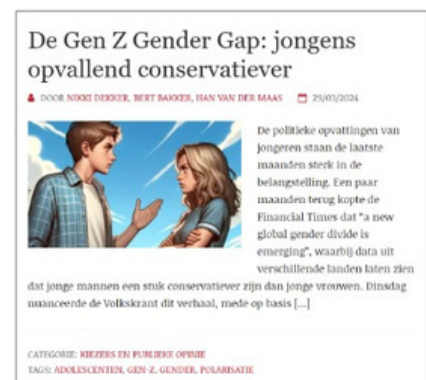 De Gen Z Gender Gap: jongens
opvallend conservatiever
DOOR NIKKI DEKKER, BERT BAKKER, HAN VAN DER MAAS 29/03/2024
De politieke opvattingen van
jongeren staan de laatste
maanden sterk in de
belangstelling. Een paar
maanden terug kopte de
Financial Times dat “a new
global gender divide is
emerging”, waarbij data uit
verschillende landen laten zien
dat jonge mannen een stuk conservatiever zijn dan jonge vrouwen. Dinsdag
nuanceerde de Volkskrant dit verhaal, mede op basis [...]
CATEGORIE: KIEZERS EN PUBLIEKE OPINIE
TAGS: ADOLESCENTEN, GEN-Z, GENDER, POLARISATIE